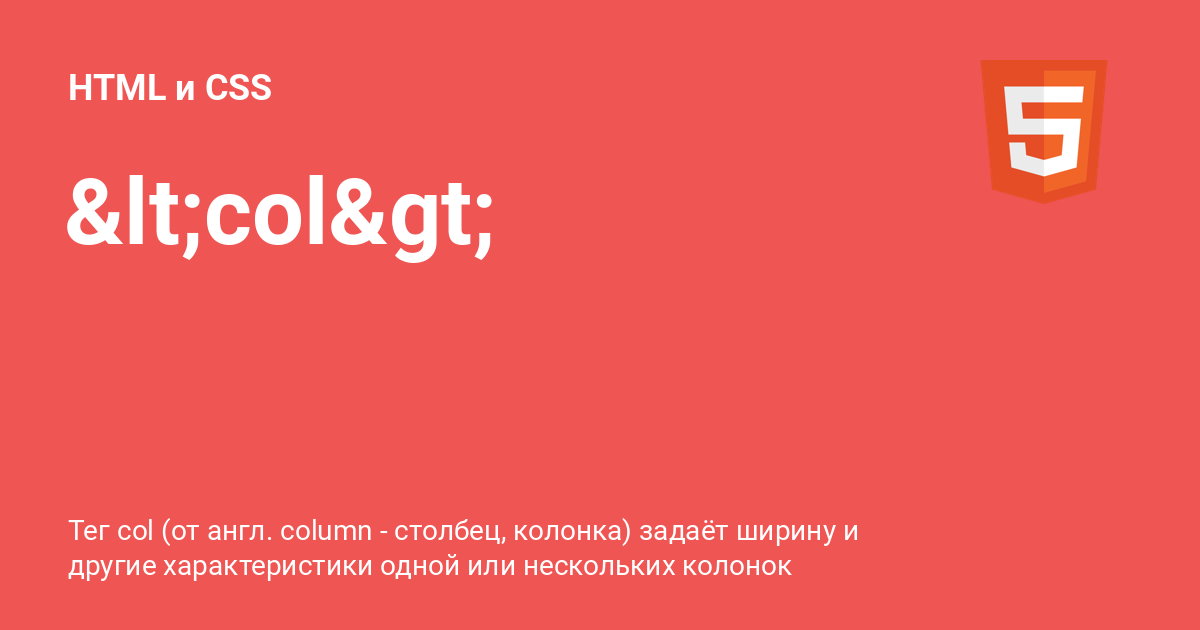 HTML и CSS
&lt;col&gt;
Тег col (от англ. column - столбец, колонка) задаёт ширину и
другие характеристики одной или нескольких колонок